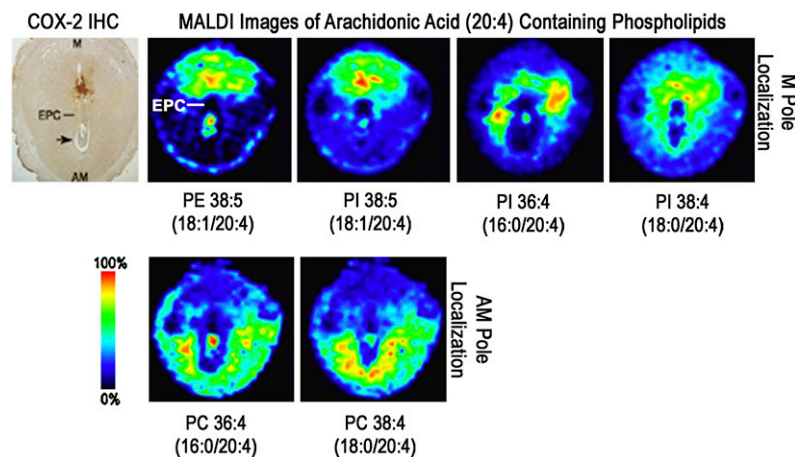 COX-2 IHC
MALDI Images of Arachidonic Acid (20:4) Containing Phospholipids
M
EPC
AM
EPC
M Pole
Localization
PE 38:5
(18:1/20:4)
PI 38:5
(18:1/20:4)
PI 36:4
(16:0/20:4)
PI 38:4
(18:0/20:4)
100%
0%
AM Pole
Localization
PC 36:4
(16:0/20:4)
PC 38:4
(18:0/20:4)